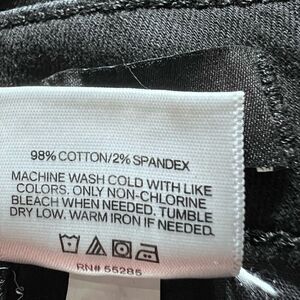 98% COTTON/2% SPANDEX
MACHINE WASH COLD WITH LIKE
COLORS. ONLY NON-CHLORINE
BLEACH WHEN NEEDED. TUMBLE
DRY LOW. WARM IRON IF NEEDED.
RN# 55285